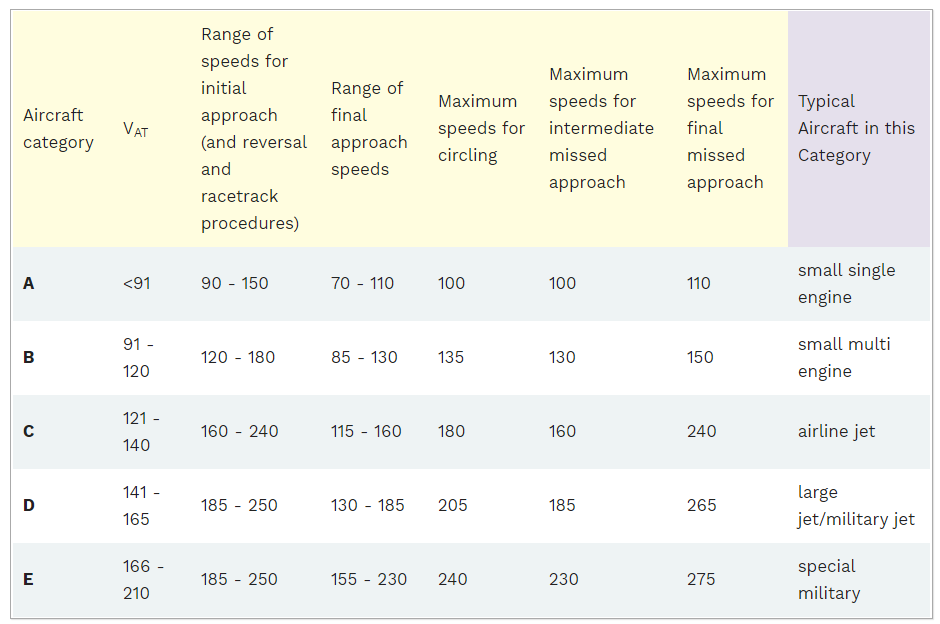 Aircraft category
V_AT
Range of speeds for initial approach (and reversal and racetrack procedures)
Range of final approach speeds
Maximum speeds for circling
Maximum speeds for intermediate missed approach
Maximum speeds for final missed approach
Typical Aircraft in this Category
A <91 90 - 150 70 - 110 100 100 110 small single engine
B 91 - 120 120 - 180 85 - 130 135 130 150 small multi engine
C 121 - 140 160 - 240 115 - 160 180 160 240 airline jet
D 141 - 165 185 - 250 130 - 185 205 185 265 large jet/military jet
E 166 - 210 185 - 250 155 - 230 240 230 275 special military